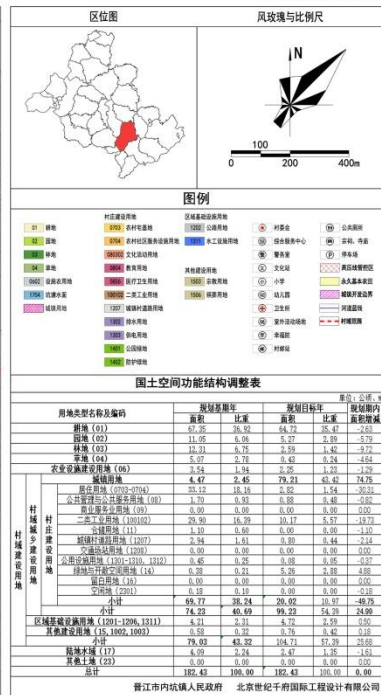 区位图
风玫瑰与比例尺
N
100
0 200 400m
图例
村庄建设用地 区域基础设施用地
01 耕地 0703 农村宅基地 1202 公路用地 村委会 公共厕所
02 园地 0704 农村社区服务设施用地 1311 水工设施用地 综合服务中心 宗祠、寺庙
03 林地 080302 文化活动用地 警务室 P 停车场
04 草地 0804 教育用地 其他建设用地 文化站 高压线管控区
0602 设施农用地 0806 医疗卫生用地 1503 宗教用地 小学 永久基本农田
1704 坑塘水面 100102 二类工业用地 1506 殡葬用地 幼儿园 城镇开发边界
城镇用地 1207 城镇村道路用地 卫生所 河道蓝线
1302 排水用地 室外活动场地 村域范围
1303 供电用地 幸福院
1401 公园绿地 村邮站
1402 防护绿地
国土空间功能结构调整表
用地类型名称及编码 规划基期年 规划目标年 规划期内面积增减
面积 比重 面积 比重
耕地(01) 67.35 36.92 64.72 35.47 -2.63
园地(02) 11.05 6.06 5.27 2.89 -5.79
林地(03) 12.31 6.75 2.59 1.42 -9.72
草地(04) 5.07 2.78 0.43 0.24 -4.64
农业设施建设用地(06) 3.54 1.94 2.25 1.23 -1.29
村域建设用地
村域城乡建设用地
城镇用地 4.47 2.45 79.21 43.42 74.75
村庄建设用地
居住用地(0703-0704) 33.12 18.16 2.82 1.54 -30.31
公共管理与公共服务用地(08) 1.70 0.93 0.88 0.48 -0.82
商业服务业用地(09) 0.00 0.00 0.00 0.00 0.00
二类工业用地(100102) 29.90 16.39 10.17 5.57 -19.73
仓储用地(11) 1.10 0.60 0.00 0.00 -1.10
城镇村道路用地(1207) 2.94 1.61 0.80 0.44 -2.14
交通场站用地(1208) 0.00 0.00 0.00 0.00 0.00
公用设施用地(1301-1310、1312) 0.45 0.25 0.08 0.05 -0.37
绿地与开敞空间用地(14) 0.38 0.21 5.26 2.88 4.88
留白用地(16) 0.00 0.00 0.00 0.00 0.00
空闲地(2301) 0.18 0.10 0.00 0.00
小计 69.77 38.24 20.02 10.97 -49.75
小计 74.23 40.69 99.23 54.39 24.99
区域基础设施用地(1201-1206,1311) 4.21 2.31 4.72 2.59 0.50
其他建设用地(15,1002,1003) 0.58 0.32 0.76 0.42 0.18
小计 79.03 43.32 104.71 57.39 25.68
陆地水域(17) 4.09 2.24 2.47 1.35 -1.61
其他土地(23) 0.00 0.00 0.00 0.00 0.00
总计 182.43 100.00 182.43 100.00 0.00
晋江市内坑镇人民政府 北京世纪千府国际工程设计有限公司